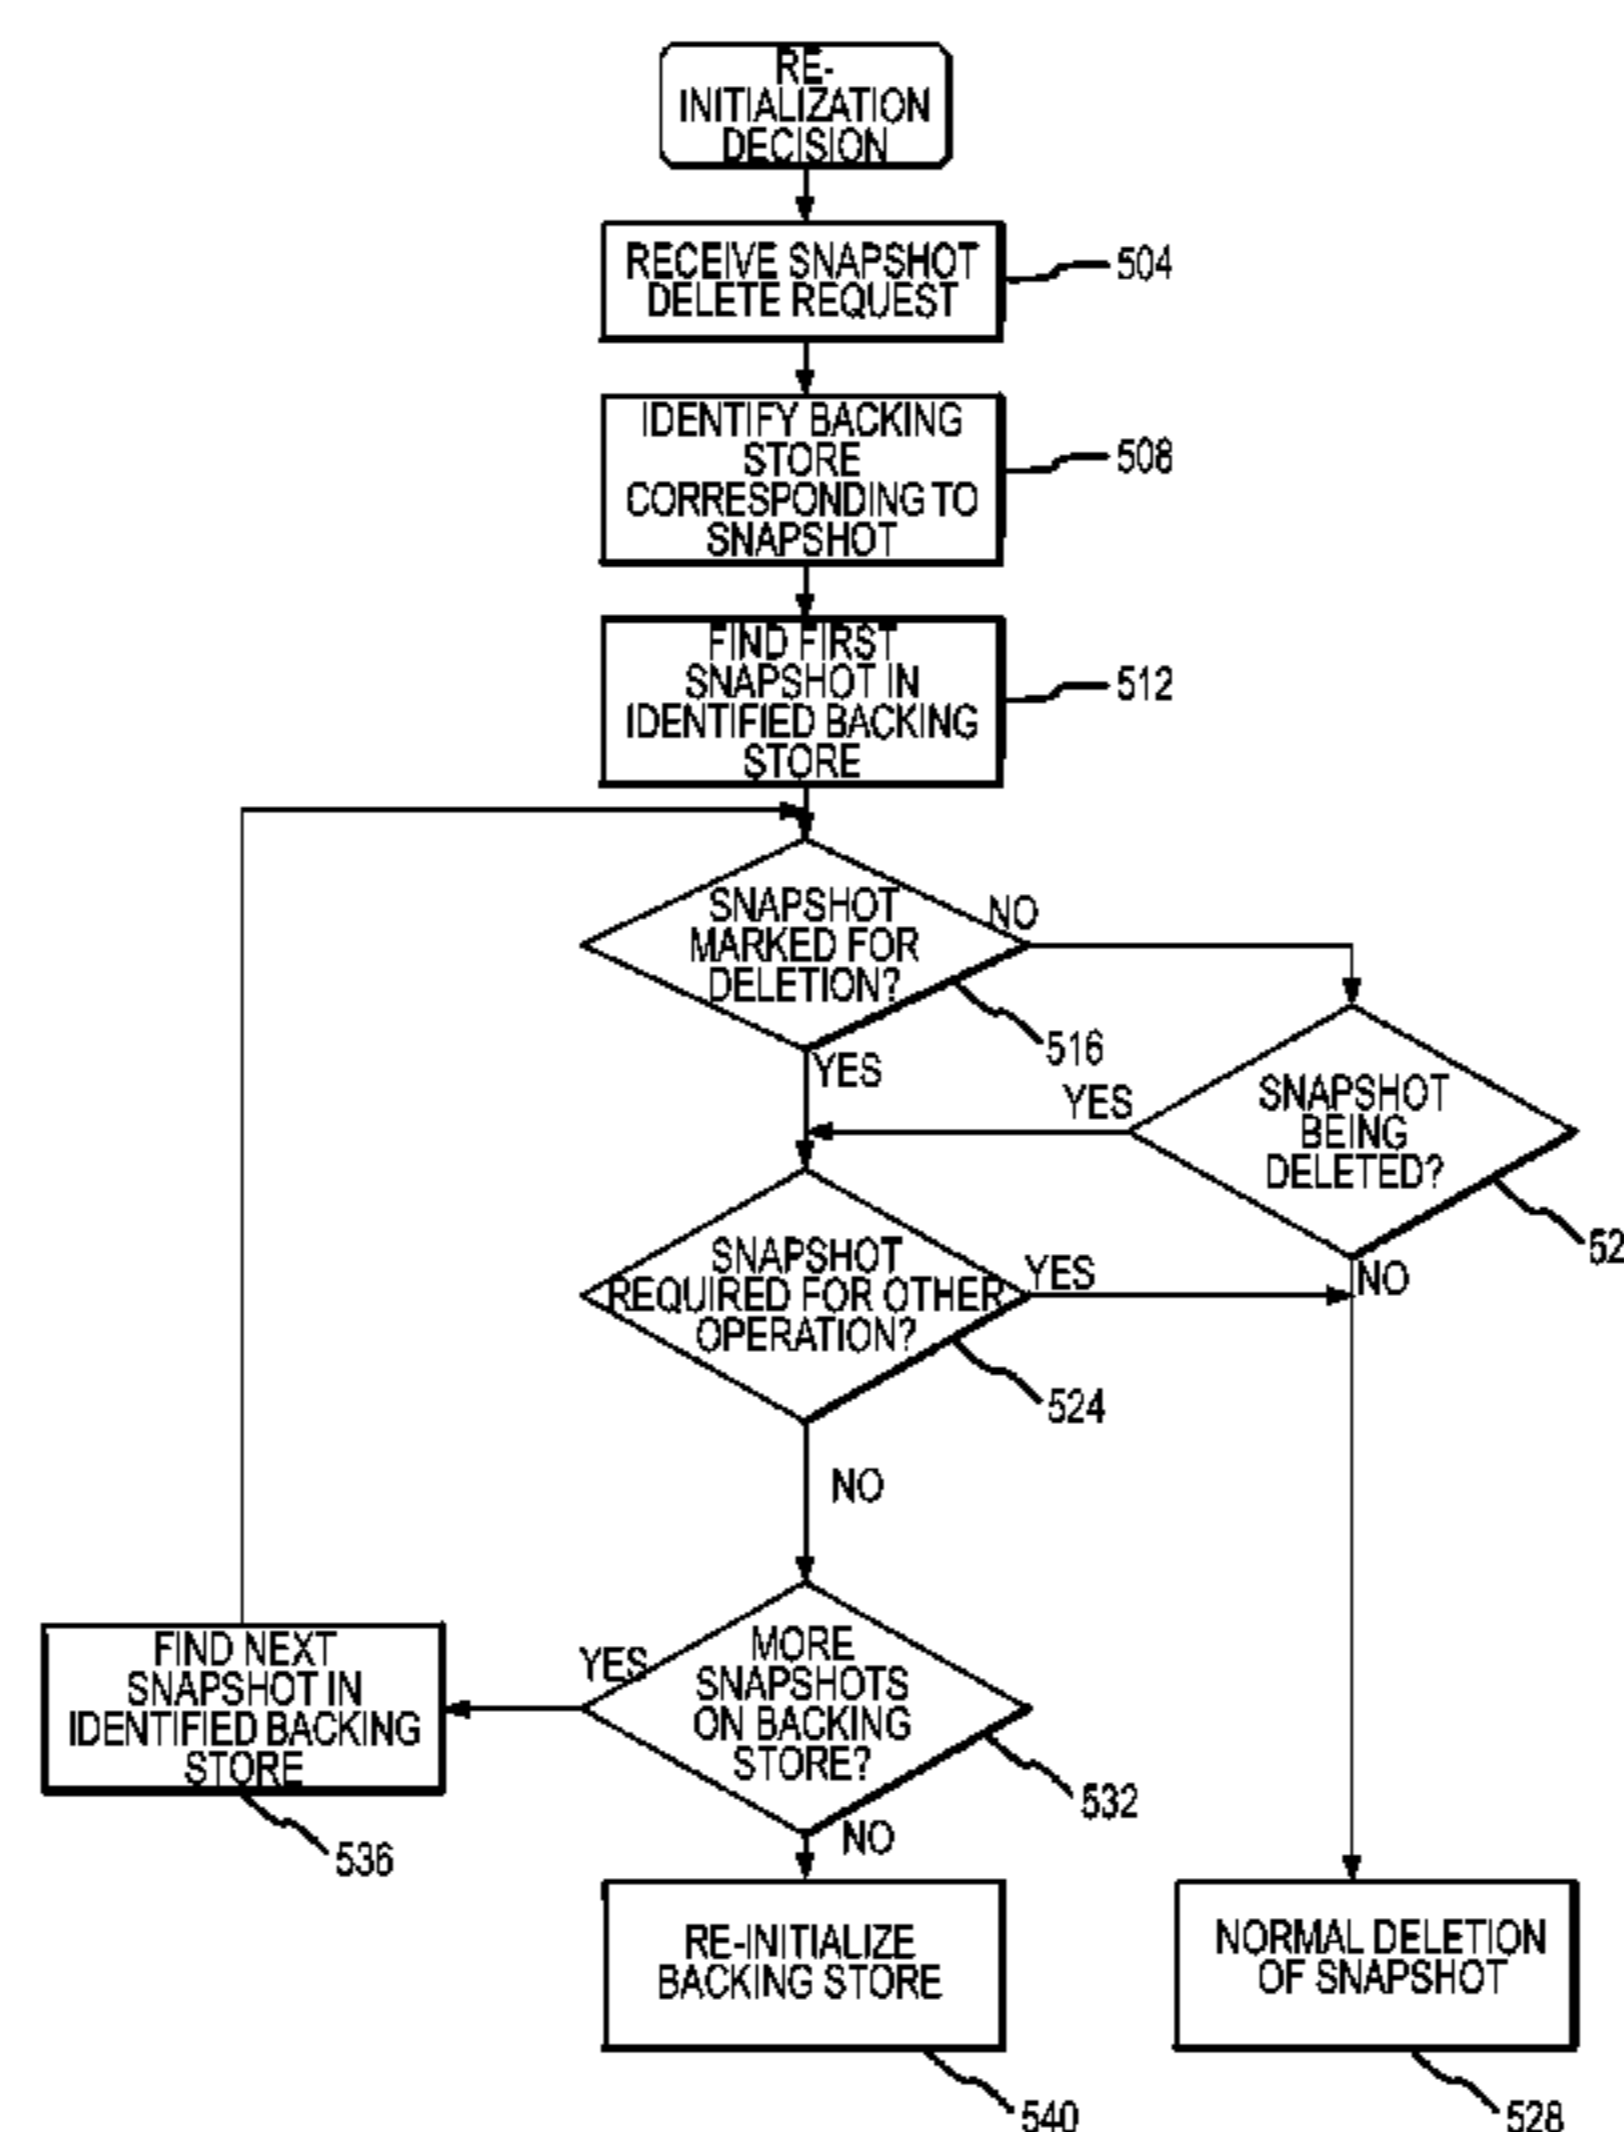 RE-
INITIALIZATION
DECISION
RECEIVE SNAPSHOT
DELETE REQUEST
504
IDENTIFY BACKING
STORE
CORRESPONDING TO
SNAPSHOT
508
FIND FIRST
SNAPSHOT IN
IDENTIFIED BACKING
STORE
512
SNAPSHOT
MARKED FOR
DELETION?
NO
516
YES
SNAPSHOT
BEING
DELETED?
YES
52
NO
SNAPSHOT
REQUIRED FOR OTHER
OPERATION?
YES
524
NO
MORE
SNAPSHOTS
ON BACKING
STORE?
YES
532
NO
FIND NEXT
SNAPSHOT IN
IDENTIFIED BACKING
STORE
536
RE-INITIALIZE
BACKING STORE
540
NORMAL DELETION
OF SNAPSHOT
528